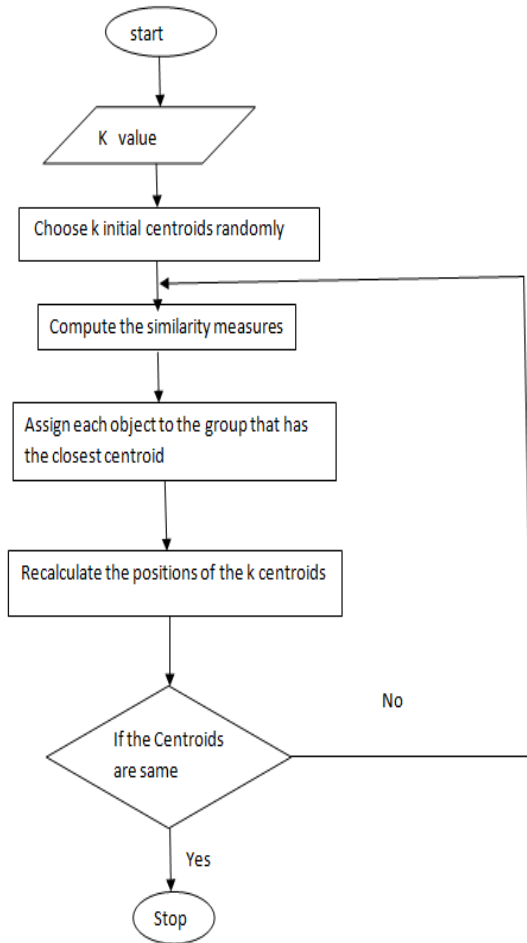 start
K value
Choose k initial centroids randomly
Compute the similarity measures
Assign each object to the group that has
the closest centroid
Recalculate the positions of the k centroids
No
If the Centroids
are same
Yes
Stop